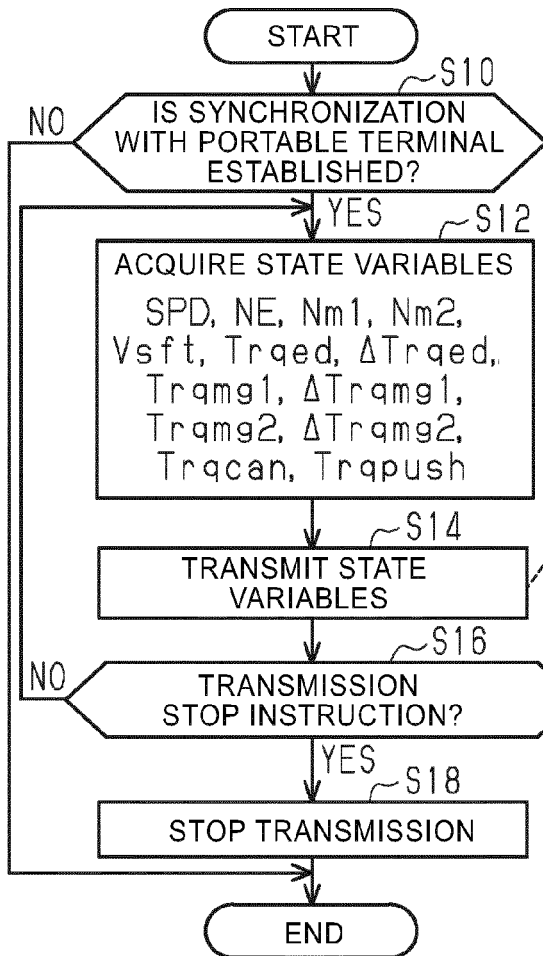 START
S10
IS SYNCHRONIZATION
NO
WITH PORTABLE TERMINAL
ESTABLISHED?
YES
S12
ACQUIRE STATE VARIABLES
SPD, NE, Nm1, Nm2,
Vsft, Trqed, ΔTrqed,
Trqmg1, ΔTrqmg1,
Trqmg2, ΔTrqmg2,
Trqcan, Trqpush
S14
TRANSMIT STATE
VARIABLES
S16
NO
TRANSMISSION
STOP INSTRUCTION?
YES
S18
STOP TRANSMISSION
END